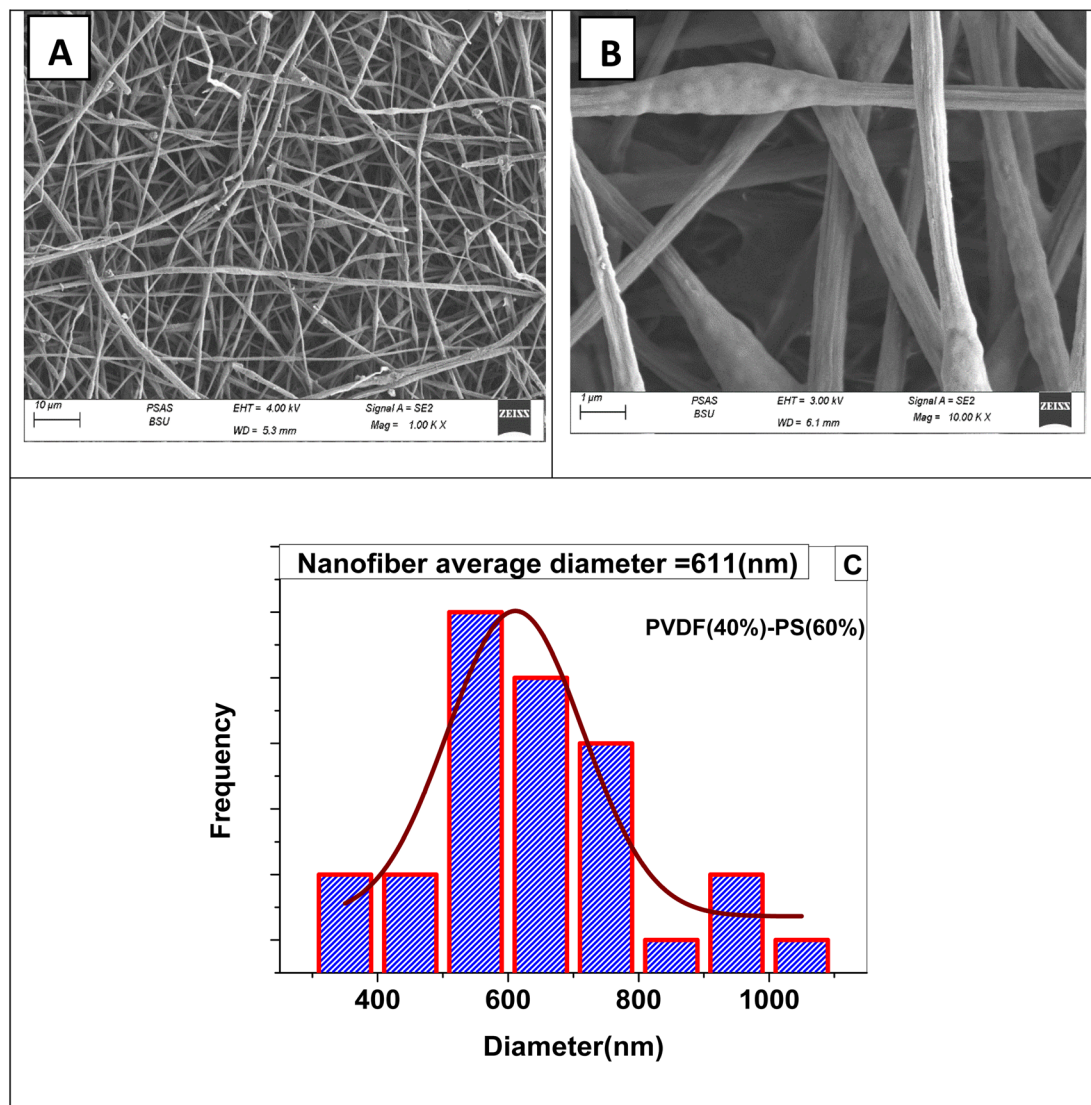 A
10 µm
PSAS
BSU
EHT = 4.00 kV
WD = 5.3 mm
Signal A = SE2
Mag = 1.00 K X
ZEISS
B
1 µm
PSAS
BSU
EHT = 3.00 kV
WD = 6.1 mm
Signal A = SE2
Mag = 10.00 K X
ZEISS
Nanofiber average diameter =611(nm)
C
PVDF(40%)-PS(60%)
Frequency
400 600 800 1000
Diameter(nm)